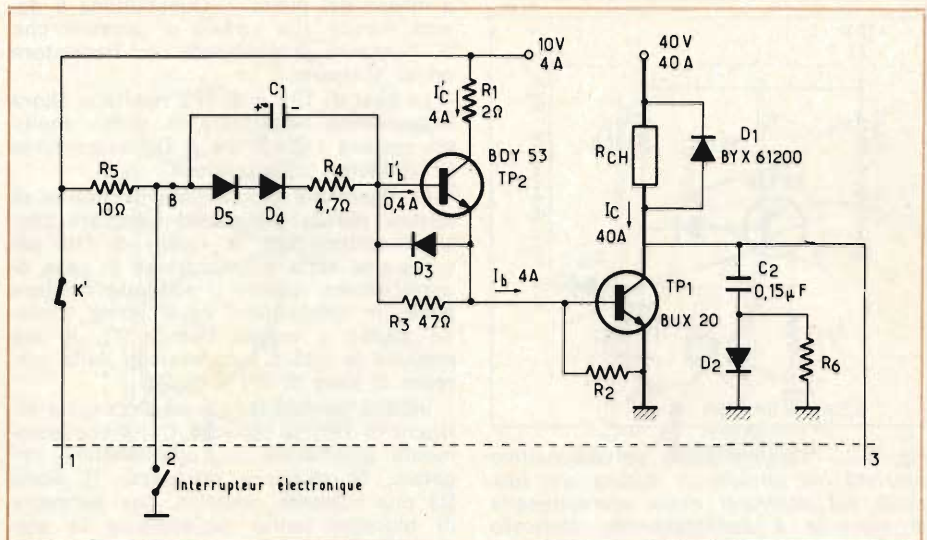 10V
4A
40V
40A
C1
+
-
I'C
4A
R1
2Ω
D1
BYX 61200
RCH
R5
10Ω
B
D5
D4
R4
4,7Ω
I'b
0,4A
BDY 53
TP2
IC
40A
D3
Ib 4A
C2
0,15μF
TP1
BUX 20
K'
R3 47Ω
R2
D2
R6
1
2
3
Interrupteur électronique